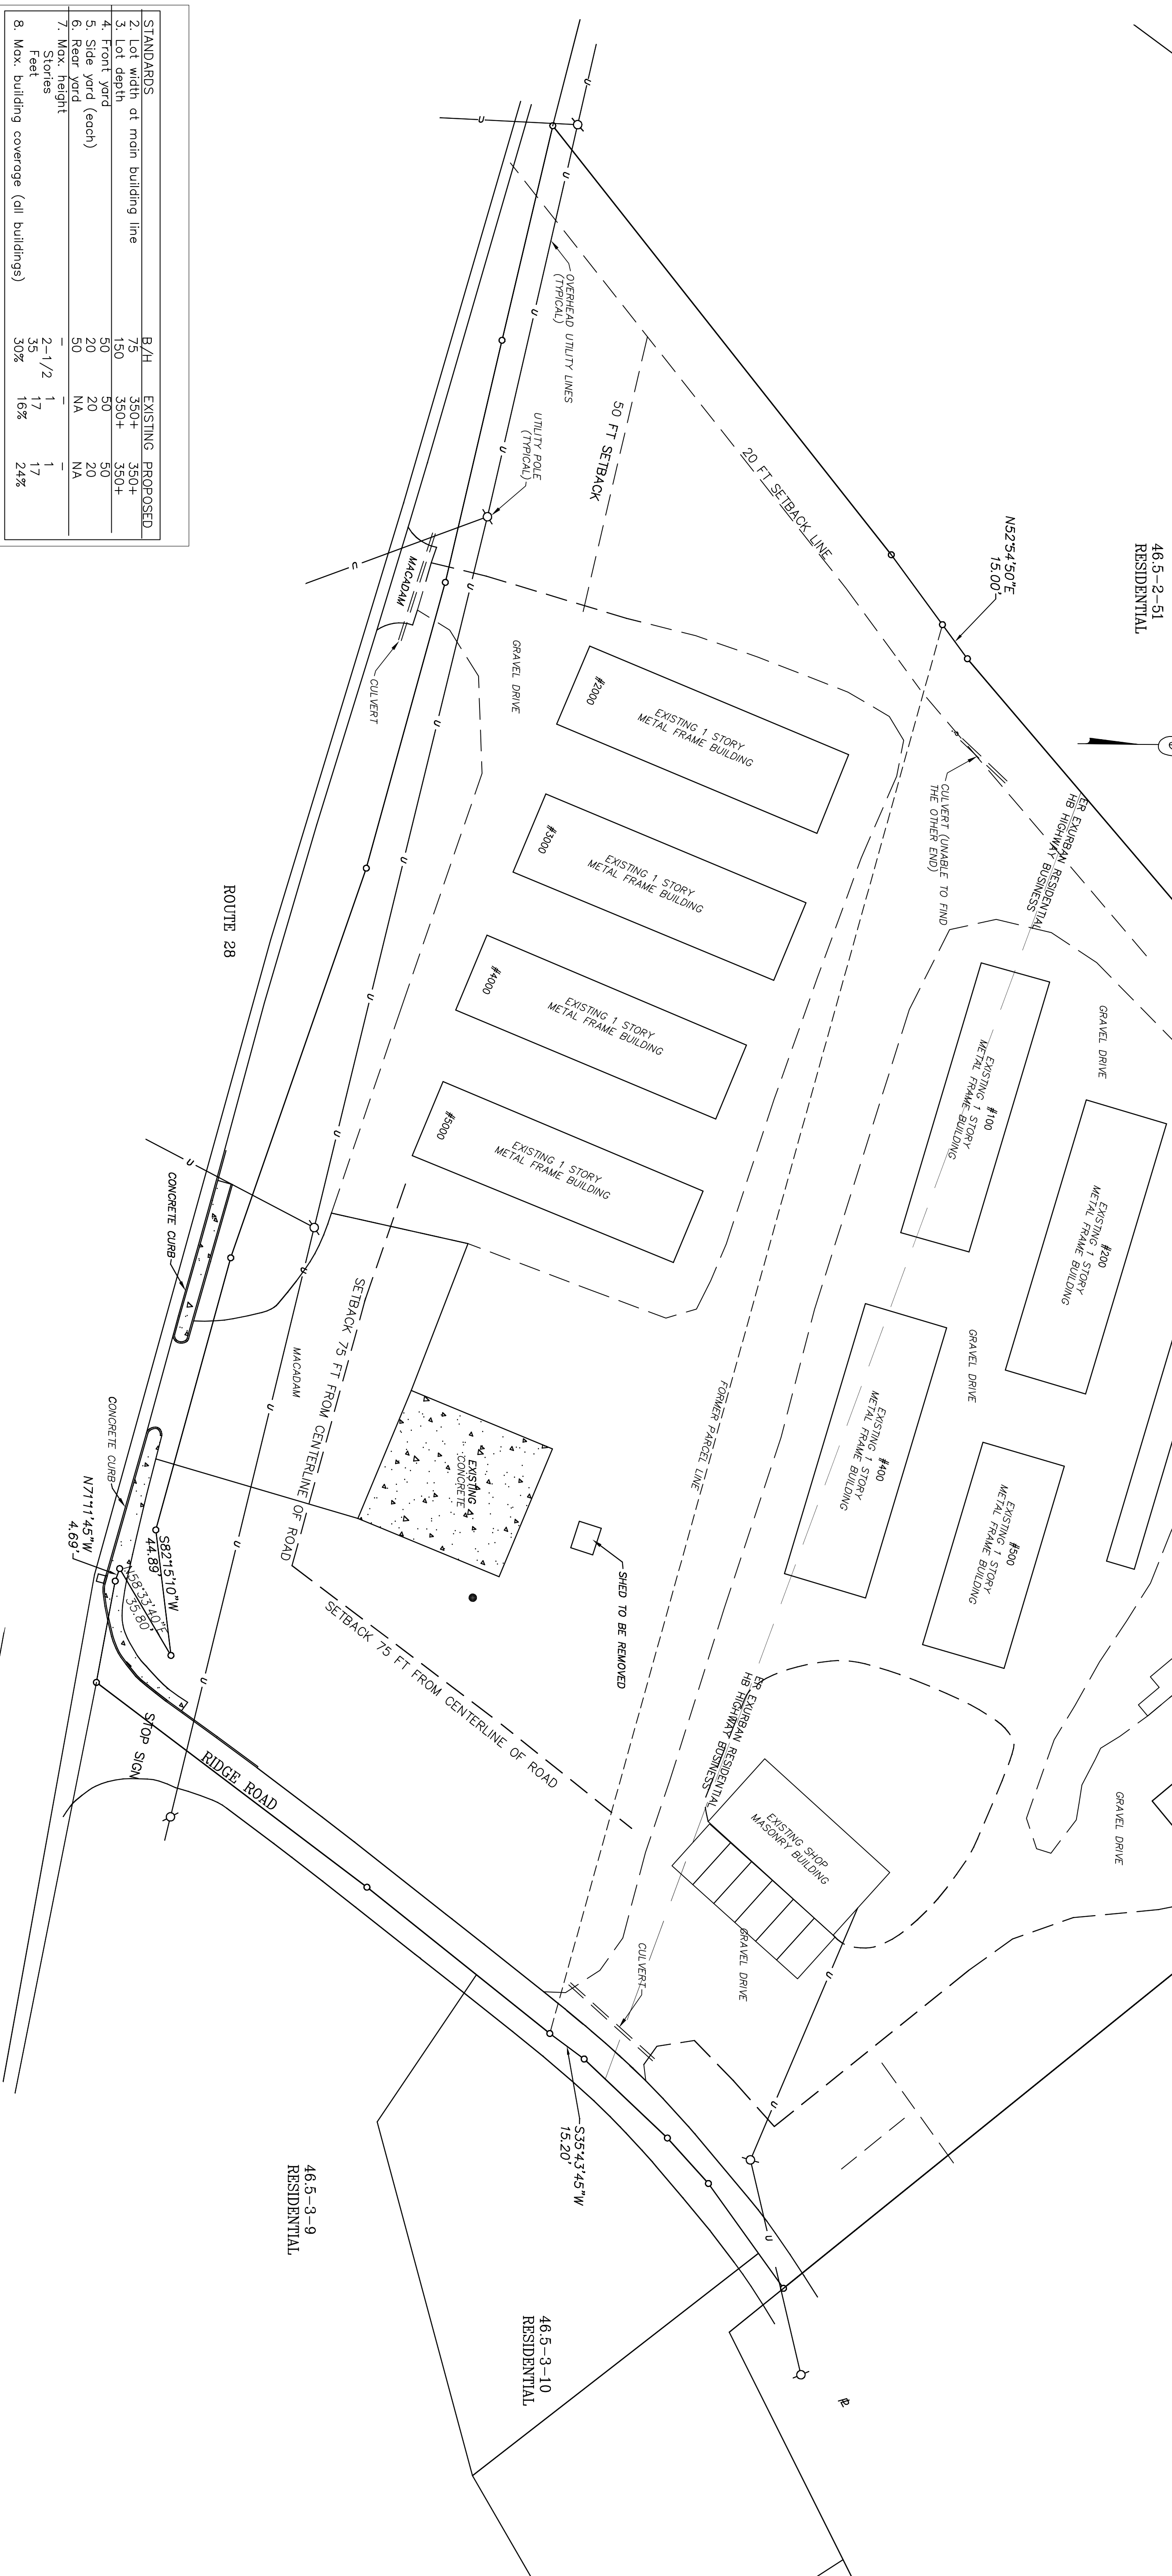 46.5-2-51
RESIDENTIAL
N52°54'50"E
15.00'
ER EXURBAN RESIDENTIAL
HB HIGHWAY BUSINESS
GRAVEL DRIVE
#200
EXISTING 1 STORY
METAL FRAME BUILDING
#100
EXISTING 1 STORY
METAL FRAME BUILDING
GRAVEL DRIVE
#500
EXISTING 1 STORY
METAL FRAME BUILDING
#400
EXISTING 1 STORY
METAL FRAME BUILDING
GRAVEL DRIVE
CULVERT (UNABLE TO FIND
THE OTHER END)
20 FT SETBACK LINE
50 FT SETBACK
OVERHEAD UTILITY LINES
(TYPICAL)
UTILITY POLE
(TYPICAL)
GRAVEL DRIVE
MACADAM
CULVERT
#2000
EXISTING 1 STORY
METAL FRAME BUILDING
#3000
EXISTING 1 STORY
METAL FRAME BUILDING
#4000
EXISTING 1 STORY
METAL FRAME BUILDING
#5000
EXISTING 1 STORY
METAL FRAME BUILDING
FORMER PARCEL LINE
ER EXURBAN RESIDENTIAL
HB HIGHWAY BUSINESS
EXISTING SHOP
MASONRY BUILDING
GRAVEL DRIVE
CULVERT
SHED TO BE REMOVED
EXISTING
CONCRETE
SETBACK 75 FT FROM CENTERLINE OF ROAD
SETBACK 75 FT FROM CENTERLINE OF ROAD
MACADAM
ROUTE 28
CONCRETE CURB
CONCRETE CURB
N71°11'45"W
4.69'
S82°15'10"W
44.89'
N58°33'40"E
35.80'
STOP SIGN
RIDGE ROAD
S35°43'45"W
15.20'
46.5-3-9
RESIDENTIAL
46.5-3-10
RESIDENTIAL
STANDARDS B/H EXISTING PROPOSED
2. Lot width at main building line 75 350+ 350+
3. Lot depth 150 350+ 350+
4. Front yard 50 50 50
5. Side yard (each) 20 20 20
6. Rear yard 50 NA NA
7. Max. height - - -
Stories 2-1/2 1 1
Feet 35 17 17
8. Max. building coverage (all buildings) 30% 16% 24%